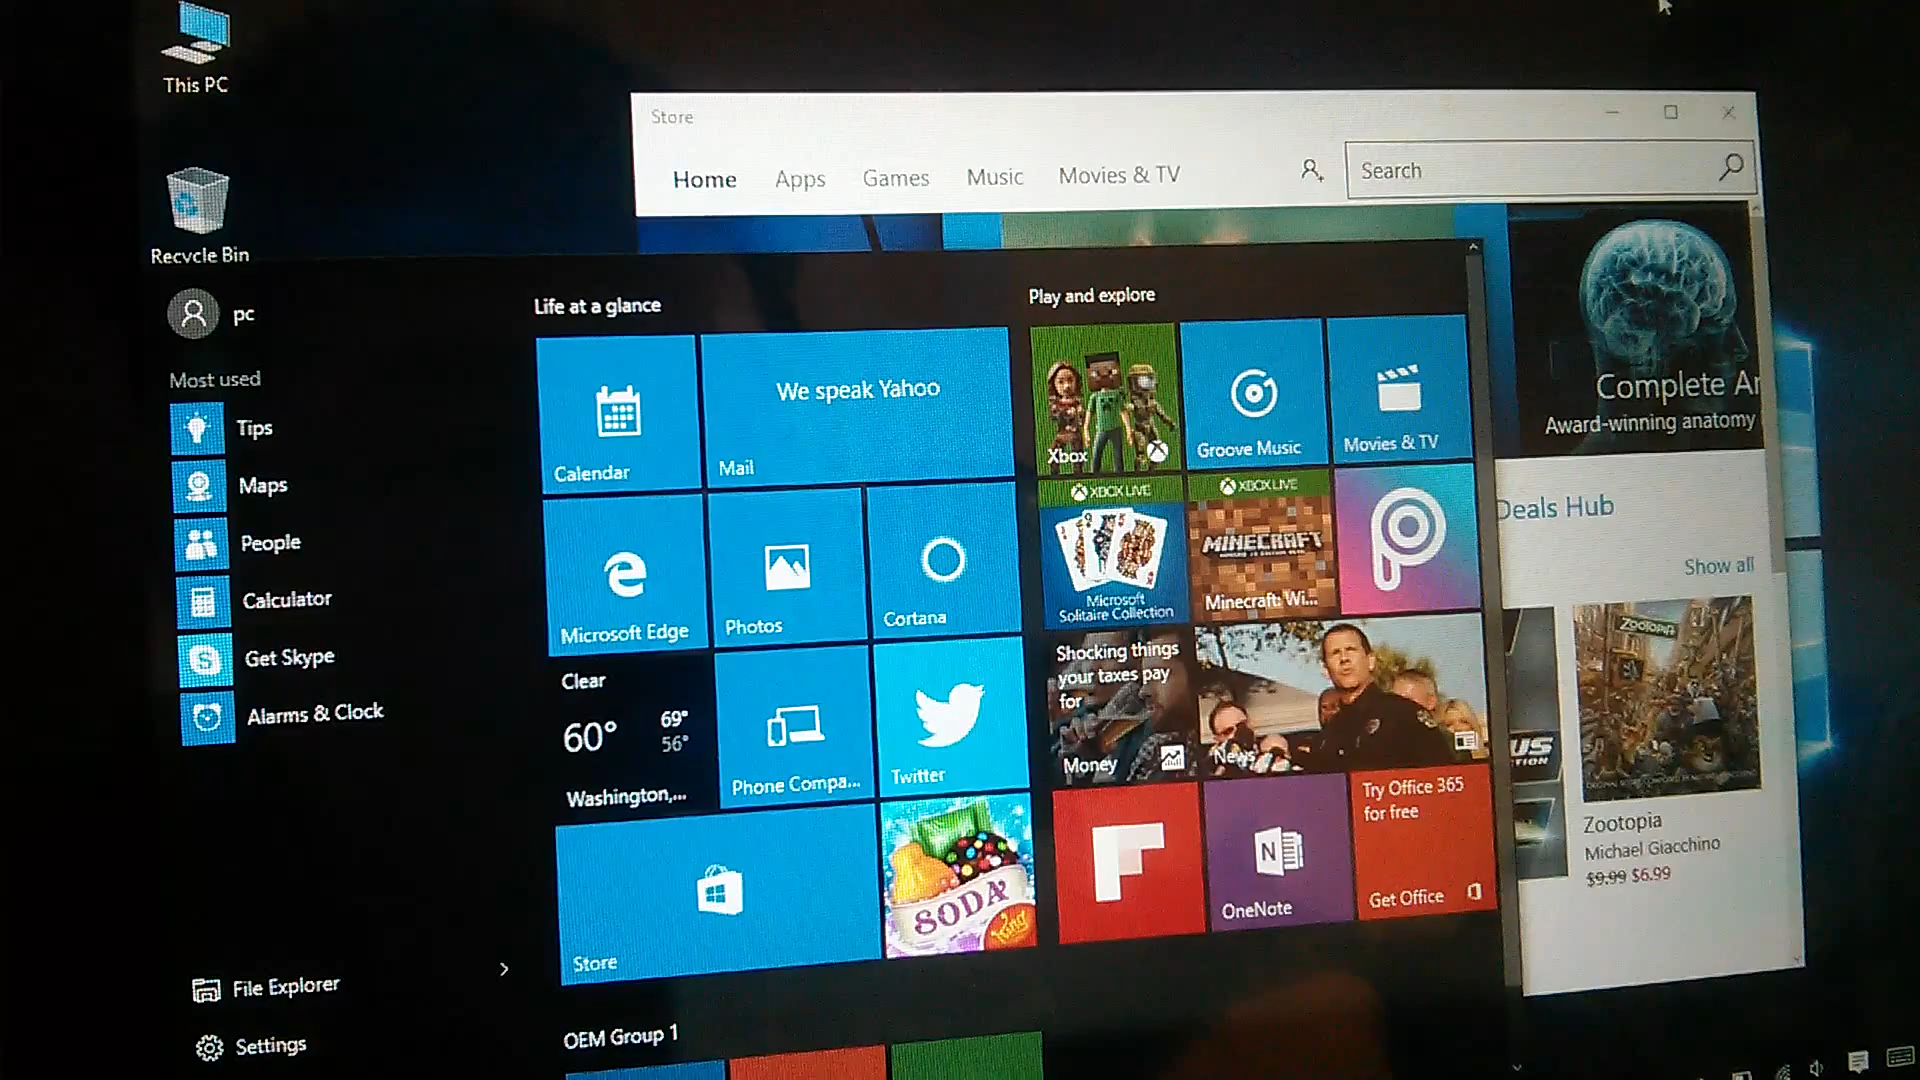 This PC
Recycle Bin
Store
Home
Apps
Games
Music
Movies & TV
Search
pc
Most used
Tips
Maps
People
Calculator
Get Skype
Alarms & Clock
File Explorer
Settings
Life at a glance
Calendar
We speak Yahoo
Mail
Microsoft Edge
Photos
Cortana
Clear
60°
69°
56°
Washington,...
Phone Compa...
Twitter
Store
SODA
King
OEM Group 1
Play and explore
Xbox
Groove Music
Movies & TV
XBOX LIVE
Microsoft
Solitaire Collection
XBOX LIVE
MINECRAFT
Minecraft: Wi...
Shocking things
your taxes pay
for
Money
News
N
OneNote
Try Office 365
for free
Get Office
Complete Ar
Award-winning anatomy
Deals Hub
Show all
US
TION
ZOOTOPIA
Zootopia
Michael Giacchino
$9.99 $6.99